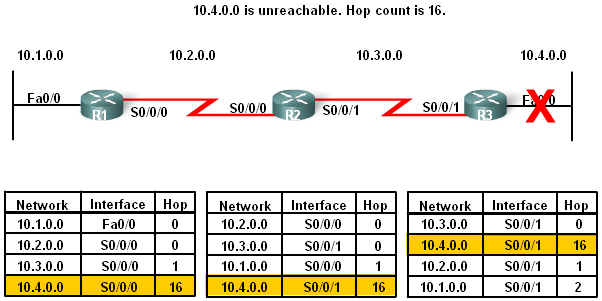 10.4.0.0 is unreachable. Hop count is 16.
10.1.0.0 10.2.0.0 10.3.0.0 10.4.0.0
Fa0/0 R1 S0/0/0 S0/0/0 R2 S0/0/1 S0/0/1 R3 Fa0/0
Network Interface Hop
10.1.0.0 Fa0/0 0
10.2.0.0 S0/0/0 0
10.3.0.0 S0/0/0 1
10.4.0.0 S0/0/0 16
Network Interface Hop
10.2.0.0 S0/0/0 0
10.3.0.0 S0/0/1 0
10.1.0.0 S0/0/0 1
10.4.0.0 S0/0/1 16
Network Interface Hop
10.3.0.0 S0/0/1 0
10.4.0.0 S0/0/1 16
10.2.0.0 S0/0/1 1
10.1.0.0 S0/0/1 2